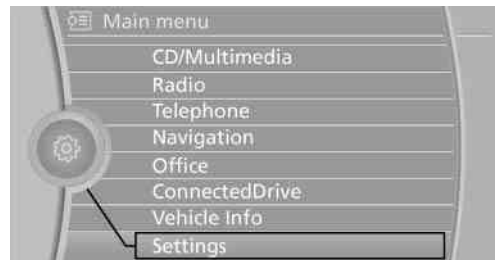 Main menu
CD/Multimedia
Radio
Telephone
Navigation
Office
ConnectedDrive
Vehicle Info
Settings